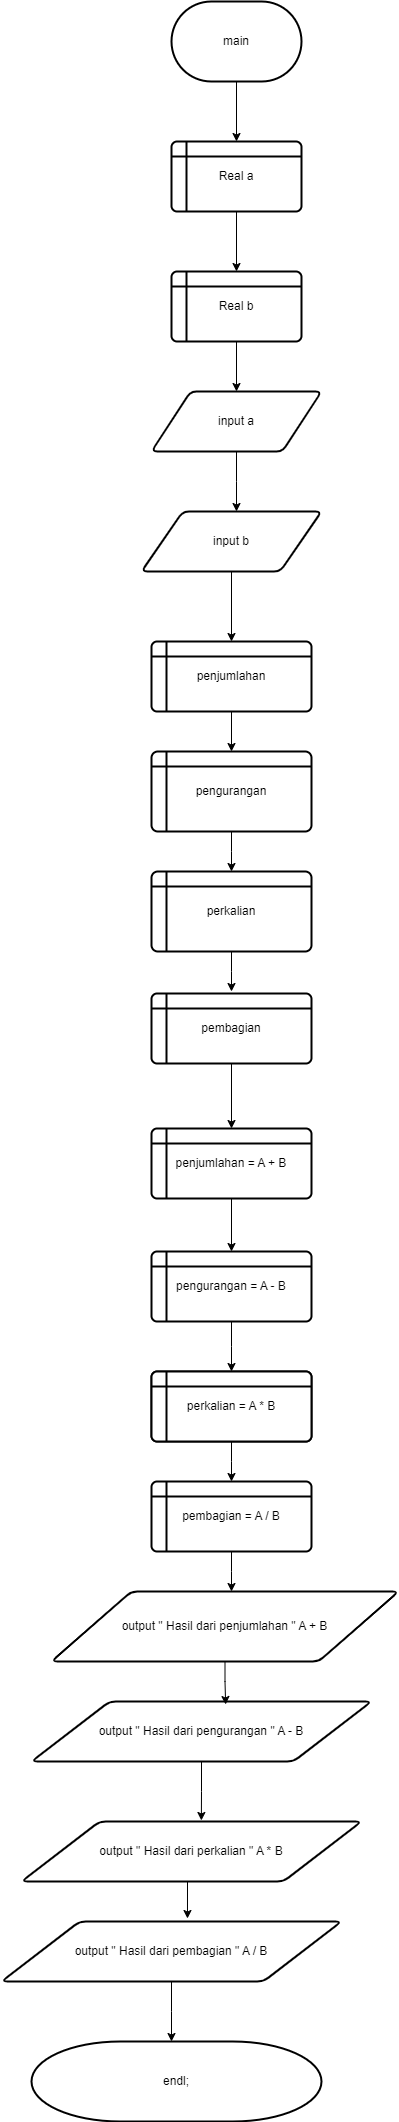 main
Real a
Real b
input a
input b
penjumlahan
pengurangan
perkalian
pembagian
penjumlahan = A + B
pengurangan = A - B
perkalian = A * B
pembagian = A / B
output " Hasil dari penjumlahan " A + B
output " Hasil dari pengurangan " A - B
output " Hasil dari perkalian " A * B
output " Hasil dari pembagian " A / B
endl;